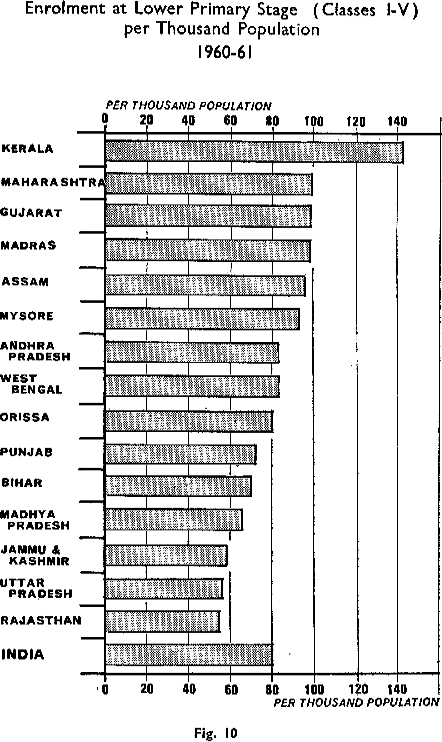 Enrolment at Lower Primary Stage (Classes I-V)
per Thousand Population
1960-61
PER THOUSAND POPULATION
0 20 40 60 80 100 120 140
KERALA
MAHARASHTRA
GUJARAT
MADRAS
ASSAM
MYSORE
ANDHRA
PRADESH
WEST
BENGAL
ORISSA
PUNJAB
BIHAR
MADHYA
PRADESH
JAMMU &
KASHMIR
UTTAR
PRADESH
RAJASTHAN
INDIA
0 20 40 60 80 100 120 140
PER THOUSAND POPULATION
Fig. 10